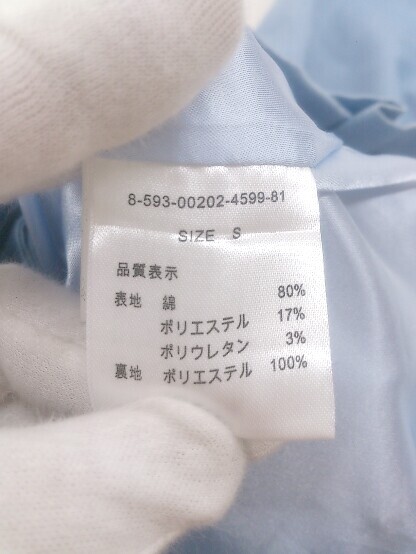 8-593-00202-4599-81
SIZE S
品質表示
表地 綿 80%
ポリエステル 17%
ポリウレタン 3%
裏地 ポリエステル 100%